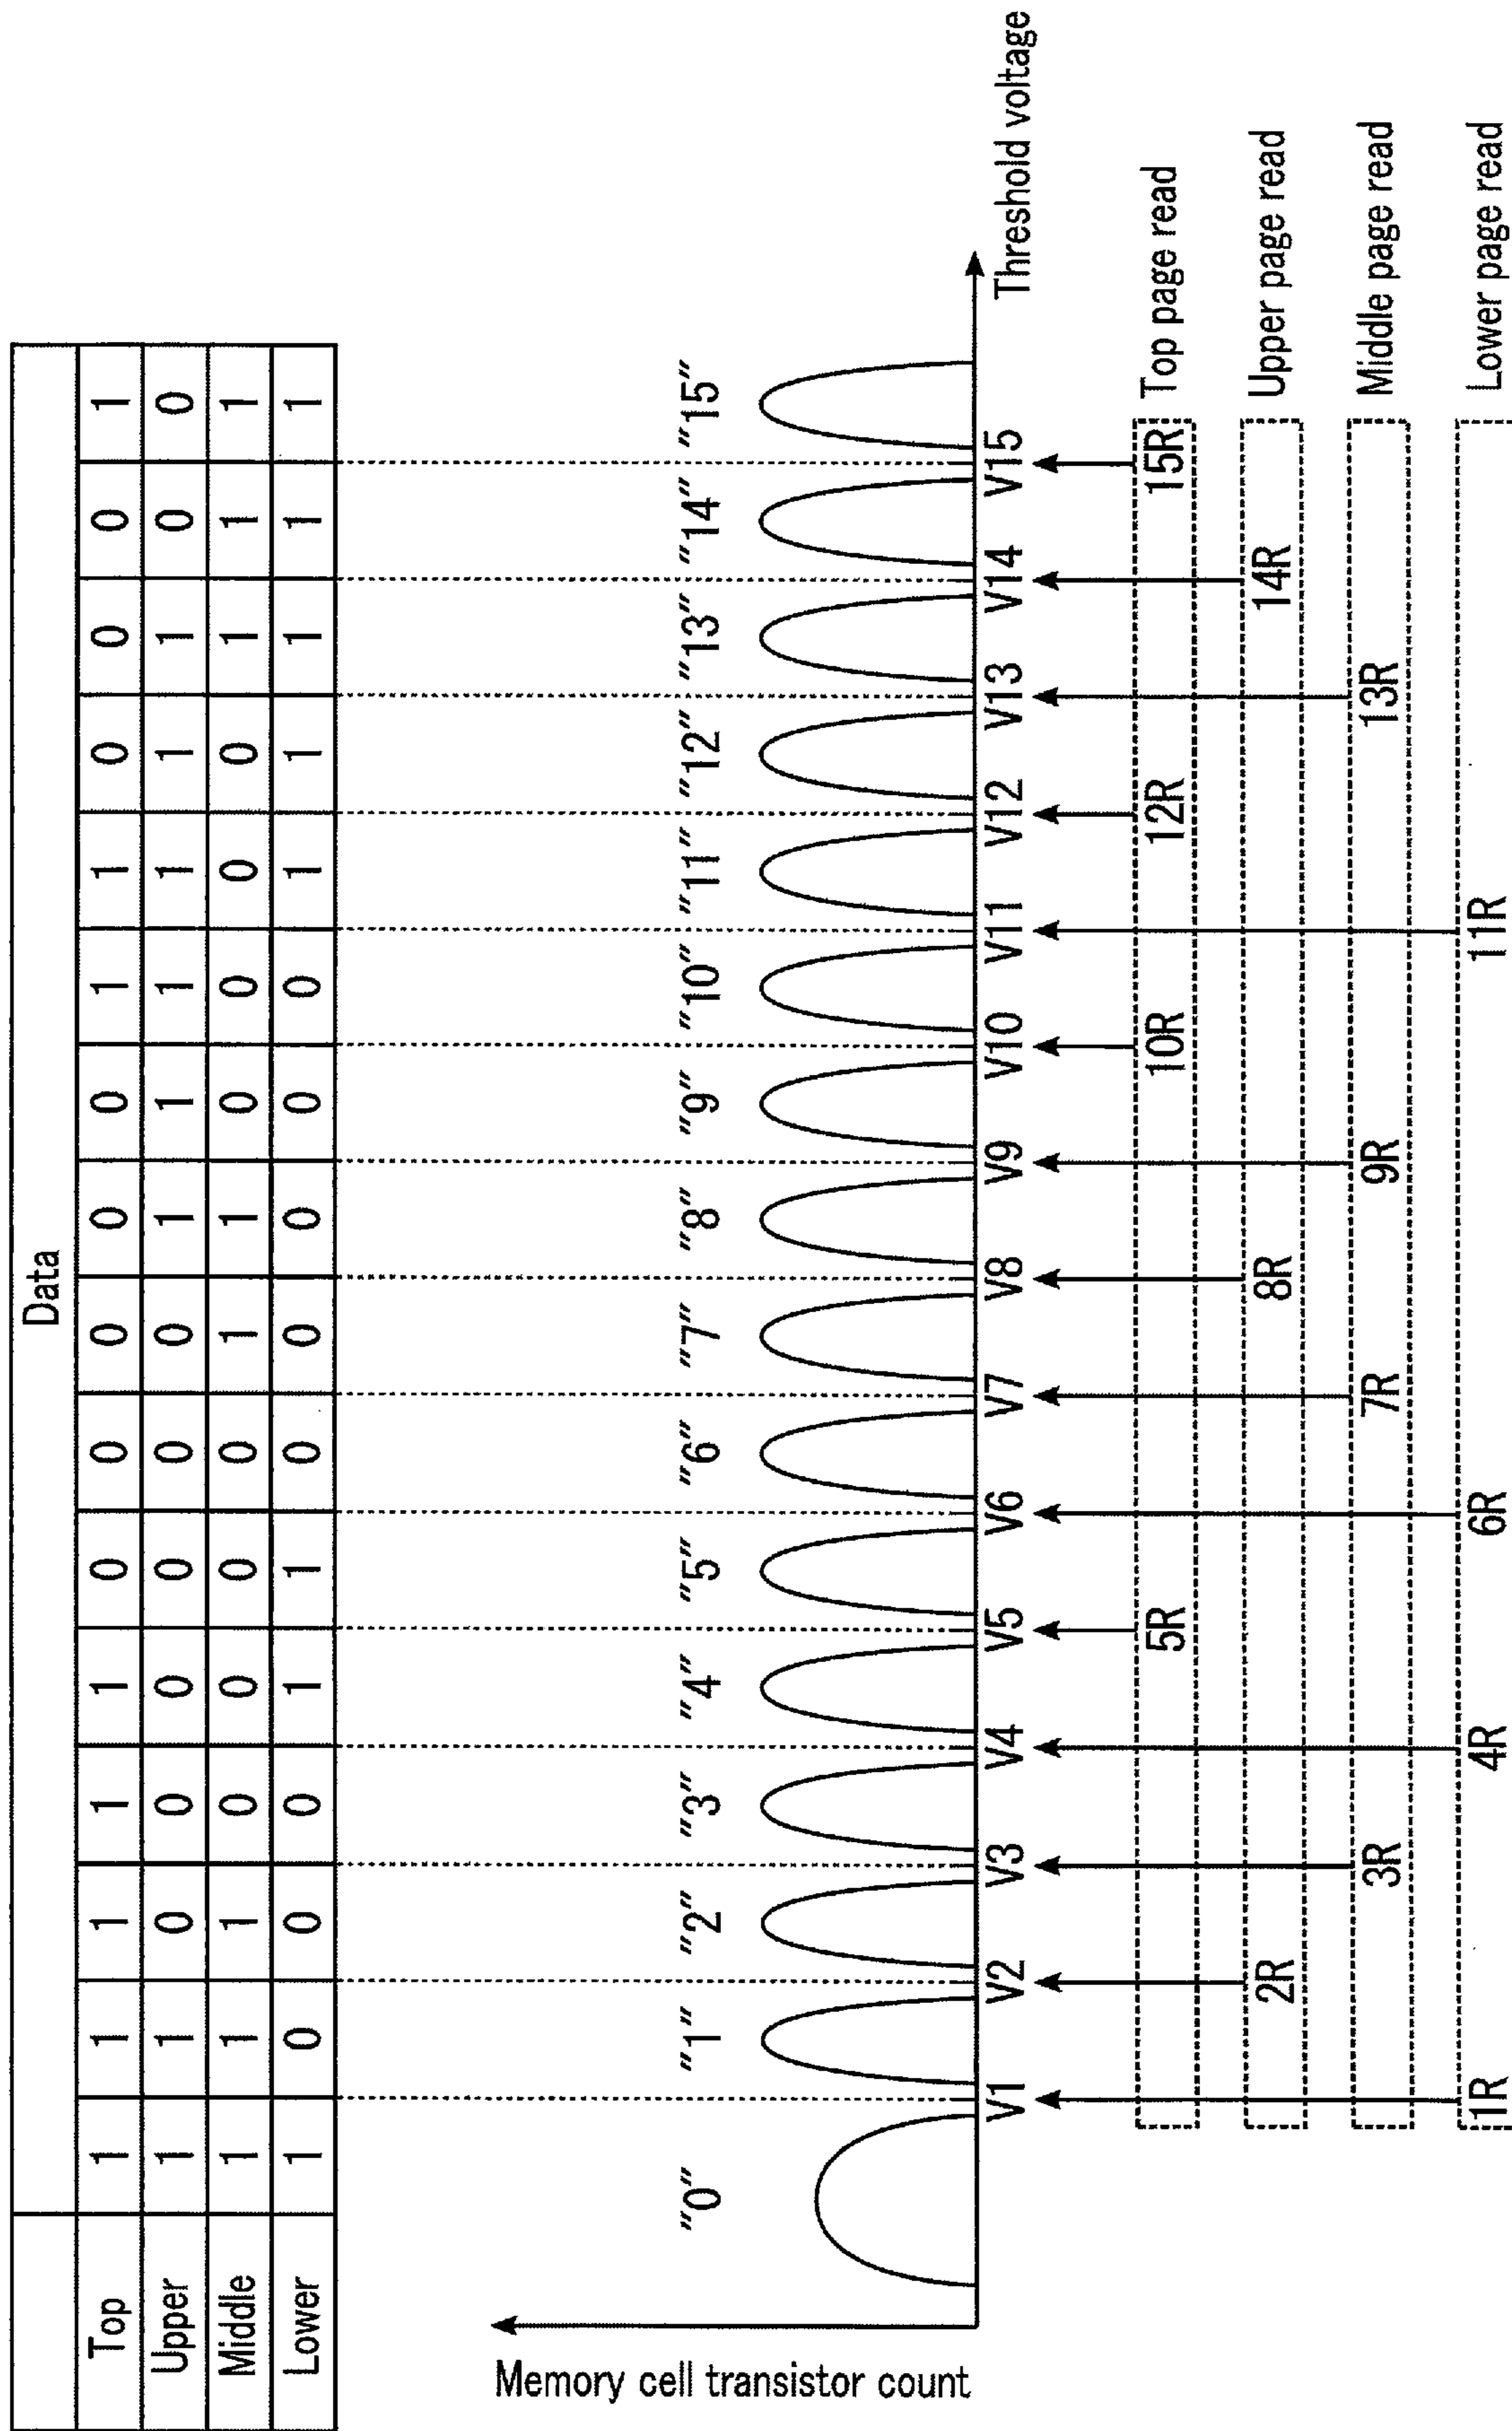 Data
Top 1 1 1 1 1 0 0 0 0 0 1 1 0 0 0 1
Upper 1 1 0 0 0 0 0 0 1 1 1 1 1 1 0 0
Middle 1 1 1 0 0 0 0 1 1 0 0 0 0 1 1 1
Lower 1 0 0 0 1 1 0 0 0 0 0 1 1 1 1 1
"0" "1" "2" "3" "4" "5" "6" "7" "8" "9" "10" "11" "12" "13" "14" "15"
Memory cell transistor count
V1 V2 V3 V4 V5 V6 V7 V8 V9 V10 V11 V12 V13 V14 V15
Threshold voltage
5R 10R 12R 15R Top page read
2R 8R 14R Upper page read
3R 7R 9R 13R Middle page read
1R 4R 6R 11R Lower page read